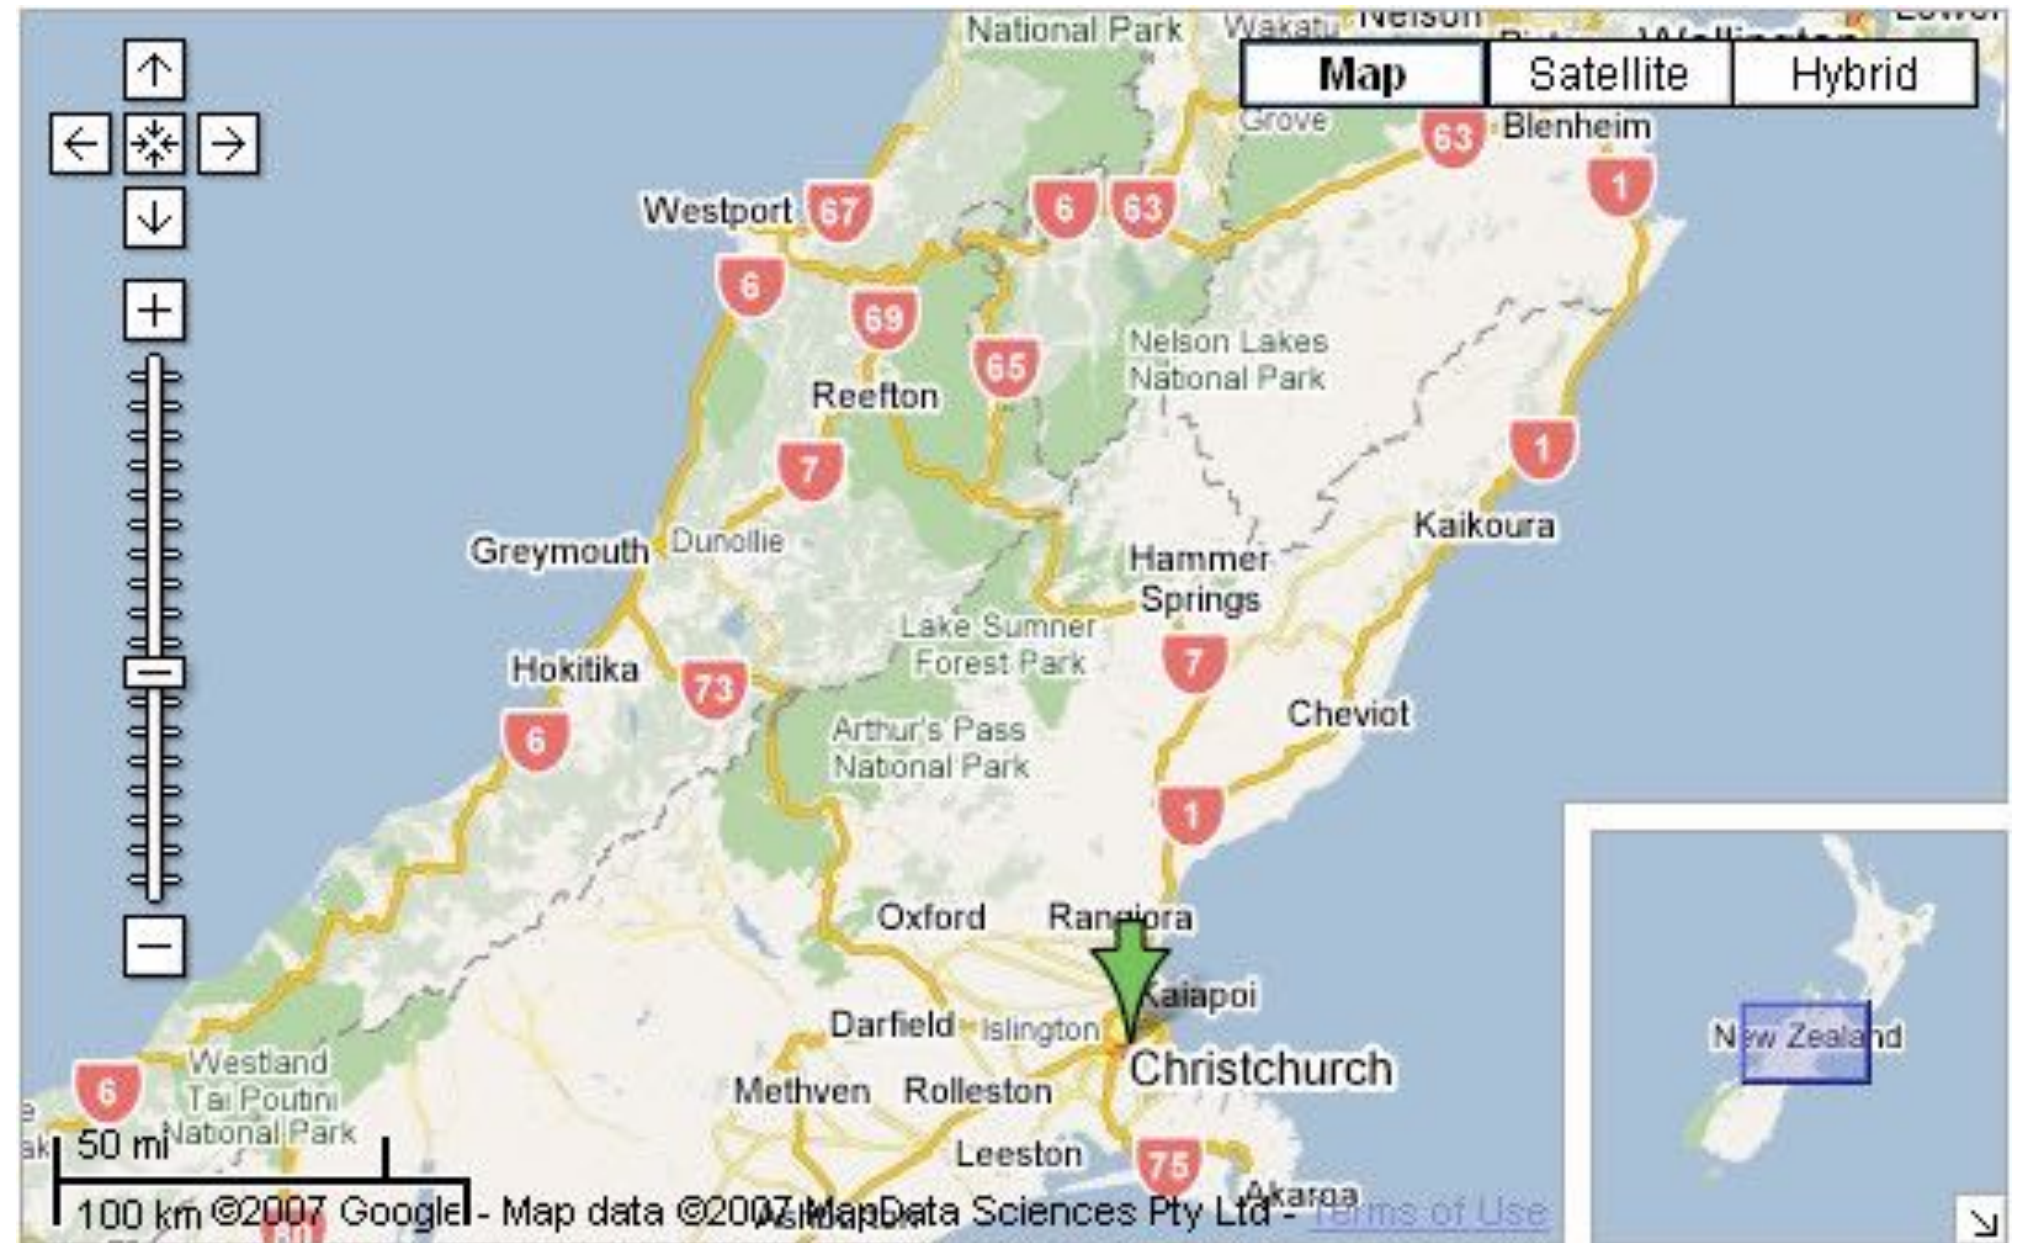 National Park
Wakatu
Nelson
Map
Satellite
Hybrid
Grove
63
Blenheim
1
Westport
67
6
63
6
69
Nelson Lakes
National Park
65
Reefton
1
7
Kaikoura
Greymouth
Dunollie
Hammer
Springs
Lake Sumner
Forest Park
7
Hokitika
73
Cheviot
6
Arthur's Pass
National Park
1
Oxford
Rangiora
Kaiapoi
Darfield
Islington
New Zealand
Christchurch
Westland
Tai Poutini
National Park
6
Methven
Rolleston
50 mi
Leeston
75
Akaroa
100 km
©2007 Google - Map data ©2007 MapData Sciences Pty Ltd - Terms of Use
Ashburton
80